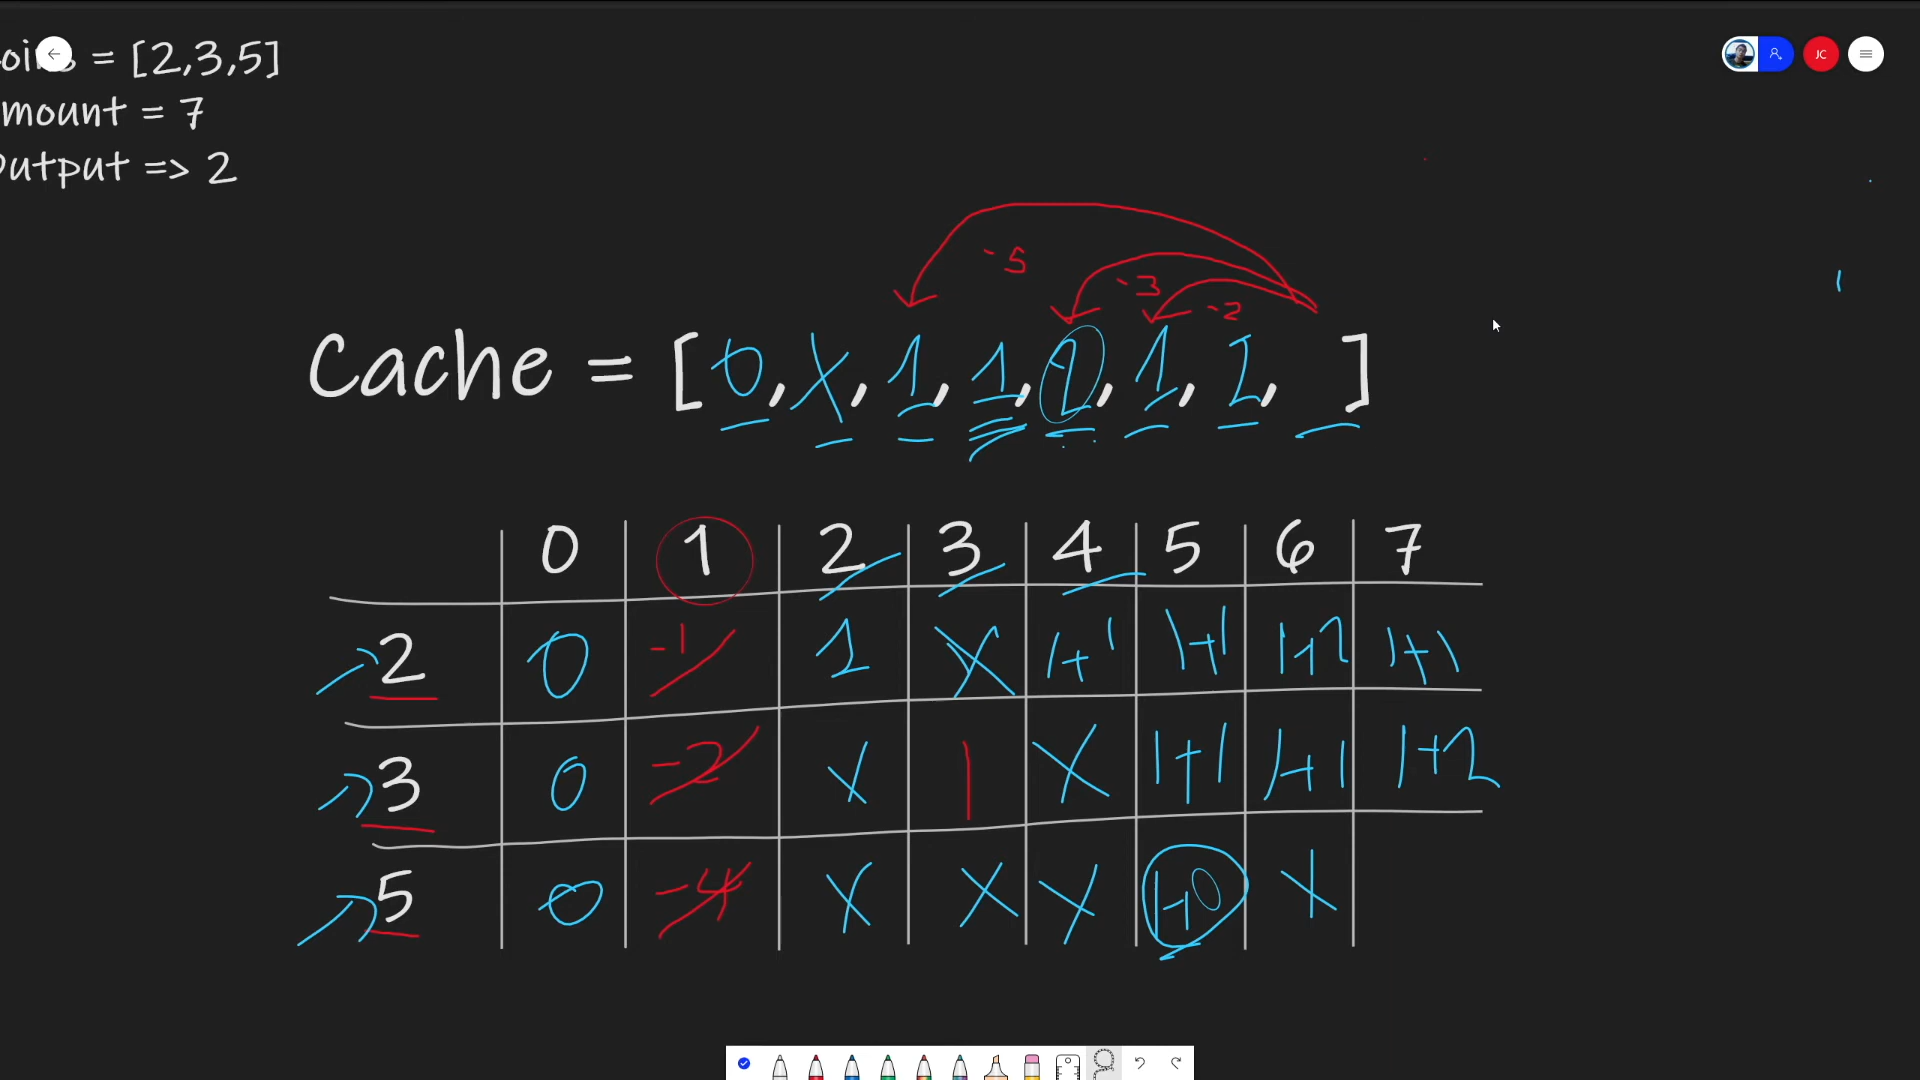 = [2,3,5]
mount = 7
Output => 2
JC
-5
-3
-2
Cache = [0, X, 1, 1, 2, 1, 2, ]
0 1 2 3 4 5 6 7
2 0 -1 1 X 1+1 1+1 1+2 1+1
3 0 -2 X 1 X 1+1 1+1 1+2
5 0 -4 X X X 1+0 X